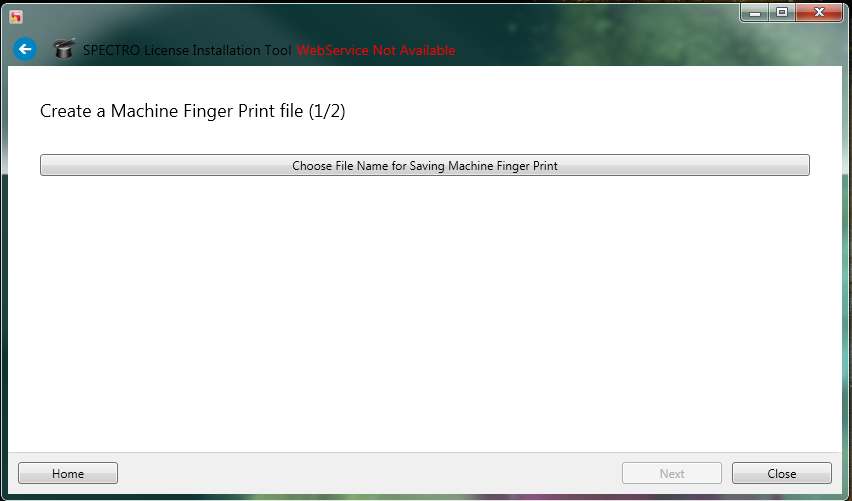 SPECTRO License Installation Tool WebService Not Available
Create a Machine Finger Print file (1/2)
Choose File Name for Saving Machine Finger Print
Home Next Close